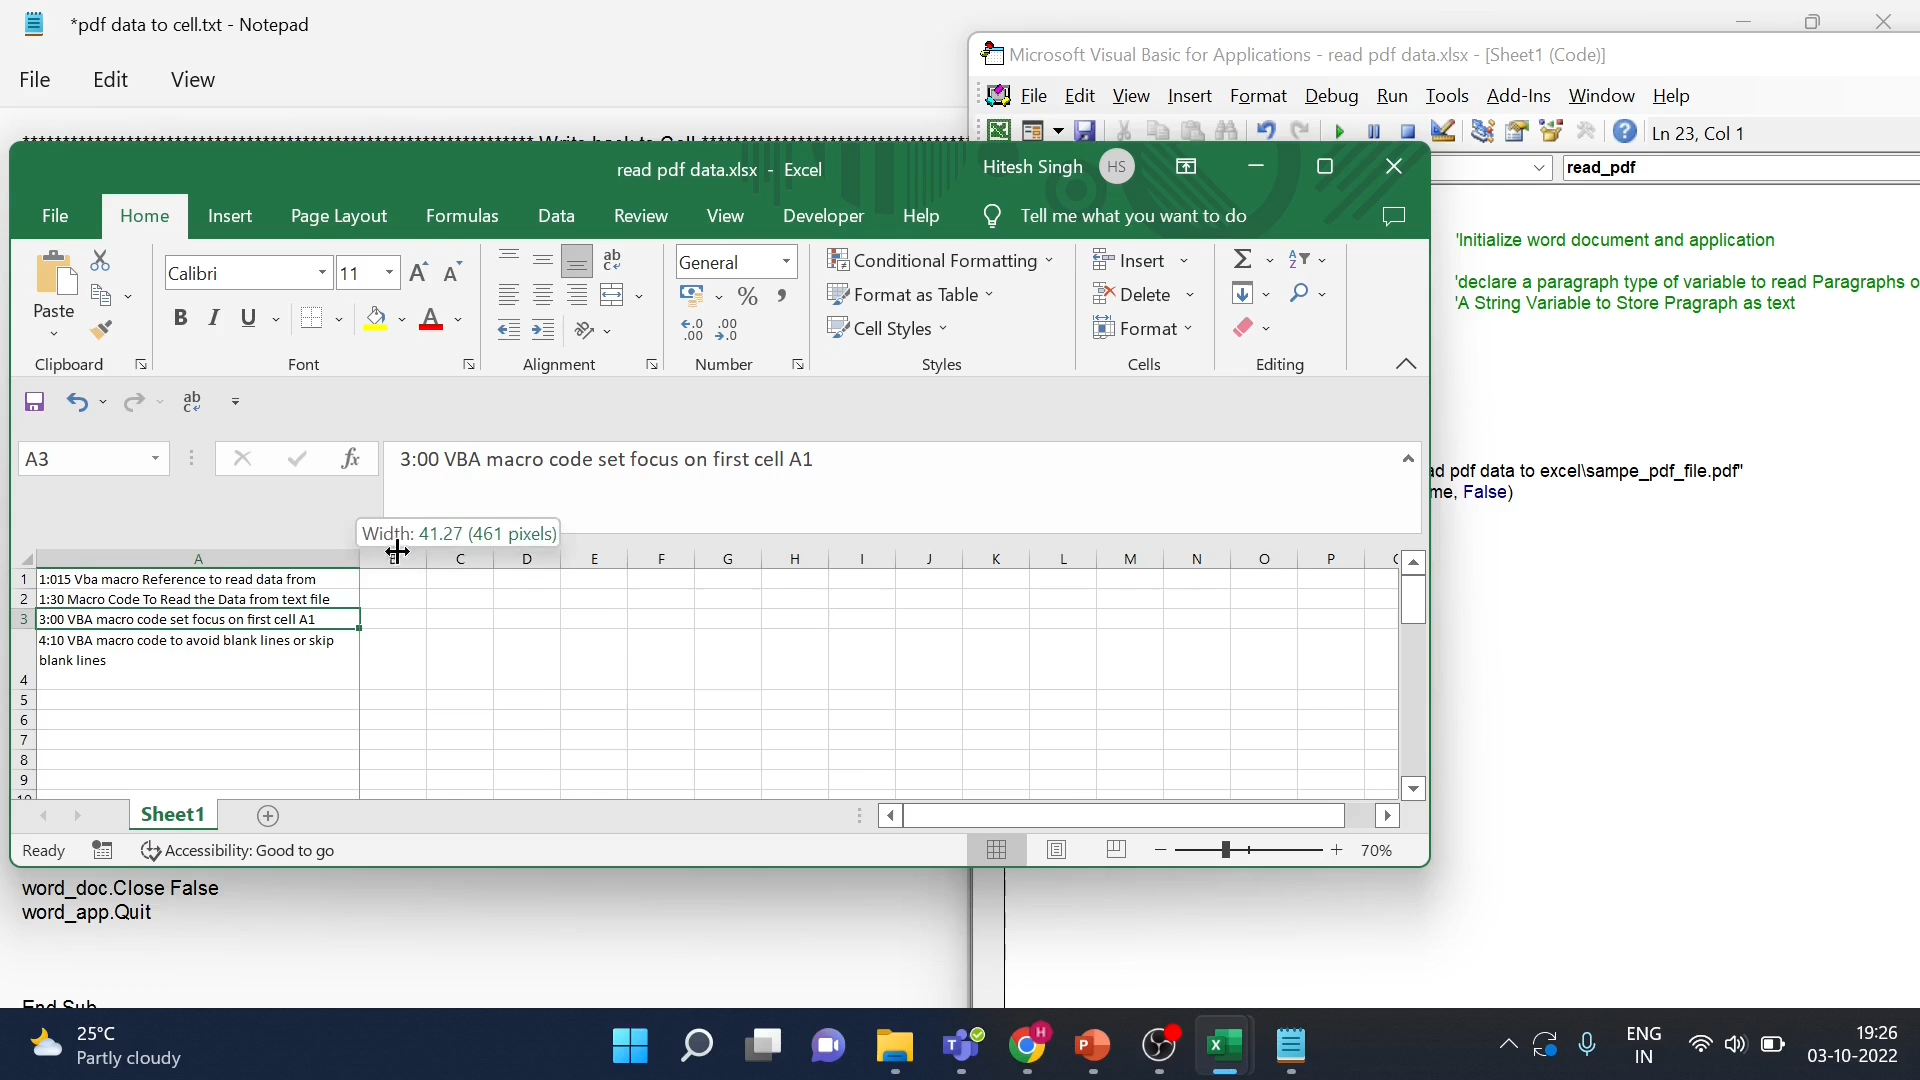 *pdf data to cell.txt - Notepad
File Edit View
*********** Write back to Cell ***********
Microsoft Visual Basic for Applications - read pdf data.xlsx - [Sheet1 (Code)]
File Edit View Insert Format Debug Run Tools Add-Ins Window Help
Ln 23, Col 1
read_pdf
'Initialize word document and application
'declare a paragraph type of variable to read Paragraphs o
'A String Variable to Store Pragraph as text
ad pdf data to excel\sampe_pdf_file.pdf"
me, False)
read pdf data.xlsx - Excel
Hitesh Singh HS
File Home Insert Page Layout Formulas Data Review View Developer Help Tell me what you want to do
Calibri 11
General
Conditional Formatting
Insert
Paste
Format as Table
Delete
Cell Styles
Format
Clipboard Font Alignment Number Styles Cells Editing
A3
3:00 VBA macro code set focus on first cell A1
Width: 41.27 (461 pixels)
A B C D E F G H I J K L M N O P
1 1:015 Vba macro Reference to read data from
2 1:30 Macro Code To Read the Data from text file
3 3:00 VBA macro code set focus on first cell A1
4:10 VBA macro code to avoid blank lines or skip
blank lines
4
5
6
7
8
9
10
Sheet1
Ready
Accessibility: Good to go
70%
word_doc.Close False
word_app.Quit
End Sub
25°C
Partly cloudy
ENG
IN
19:26
03-10-2022